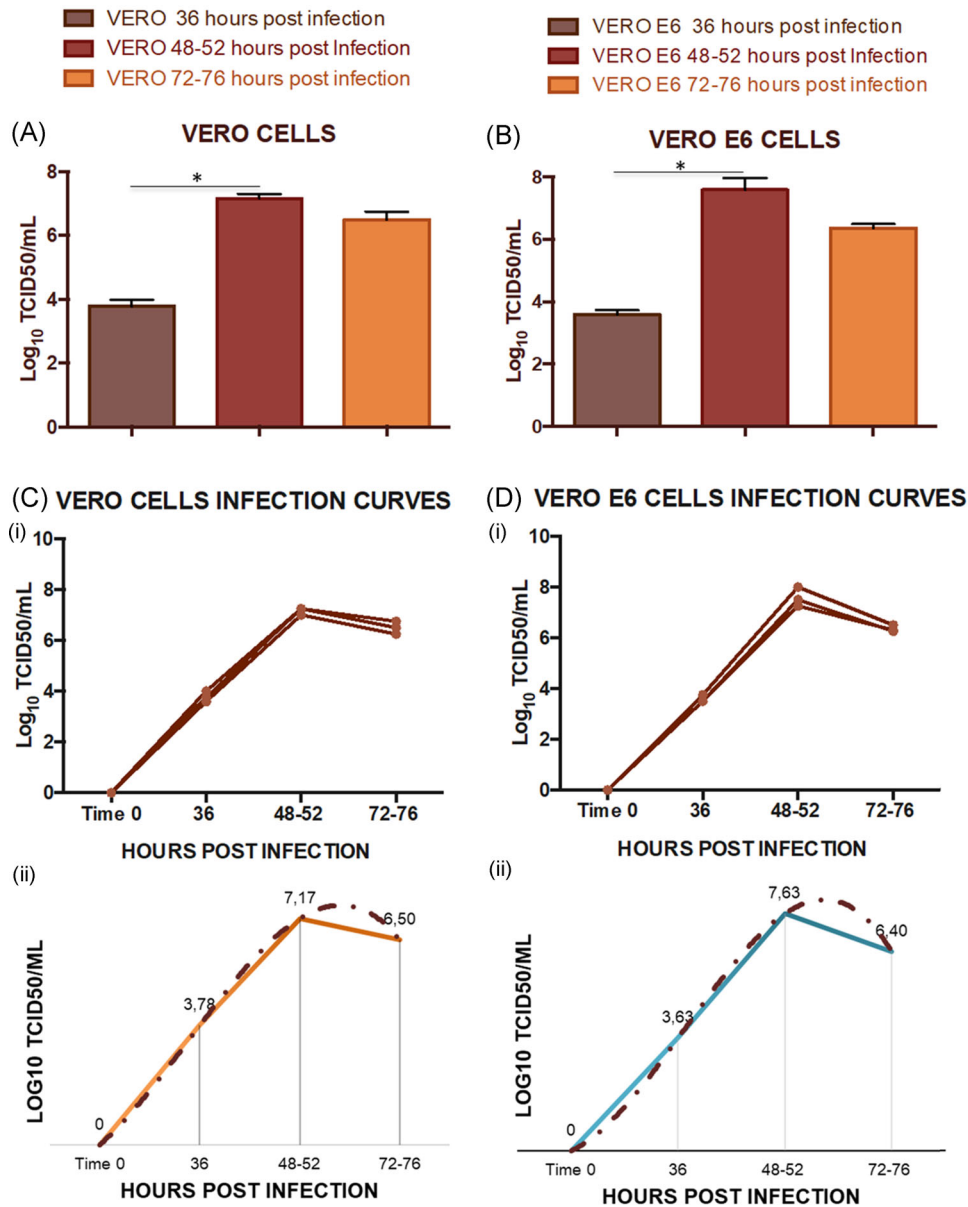 VERO 36 hours post infection
VERO 48-52 hours post Infection
VERO 72-76 hours post infection
VERO E6 36 hours post infection
VERO E6 48-52 hours post Infection
VERO E6 72-76 hours post infection
(A)
VERO CELLS
Log10 TCID50/mL
8
6
4
2
0
*
(B)
VERO E6 CELLS
Log10 TCID50/mL
8
6
4
2
0
*
(C) VERO CELLS INFECTION CURVES
(i)
Log10 TCID50/mL
10
8
6
4
2
0
Time 0 36 48-52 72-76
HOURS POST INFECTION
(D) VERO E6 CELLS INFECTION CURVES
(i)
Log10 TCID50/mL
10
8
6
4
2
0
Time 0 36 48-52 72-76
HOURS POST INFECTION
(ii)
LOG10 TCID50/ML
0
3,78
7,17
6,50
Time 0 36 48-52 72-76
HOURS POST INFECTION
(ii)
LOG10 TCID50/ML
0
3,63
7,63
6,40
Time 0 36 48-52 72-76
HOURS POST INFECTION